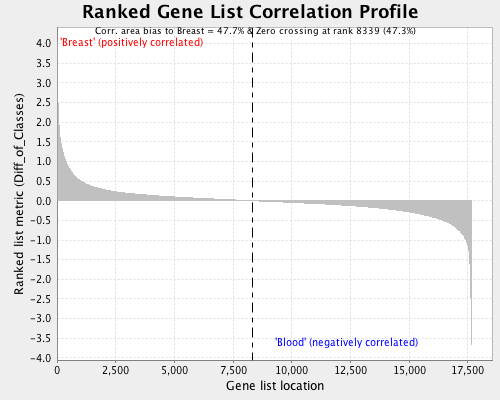 Ranked Gene List Correlation Profile
Corr. area bias to Breast = 47.7% & Zero crossing at rank 8339 (47.3%)
'Breast' (positively correlated)
Ranked list metric (Diff_of_Classes)
4.0
3.5
3.0
2.5
2.0
1.5
1.0
0.5
0.0
-0.5
-1.0
-1.5
-2.0
-2.5
-3.0
-3.5
-4.0
'Blood' (negatively correlated)
0 2,500 5,000 7,500 10,000 12,500 15,000 17,500
Gene list location